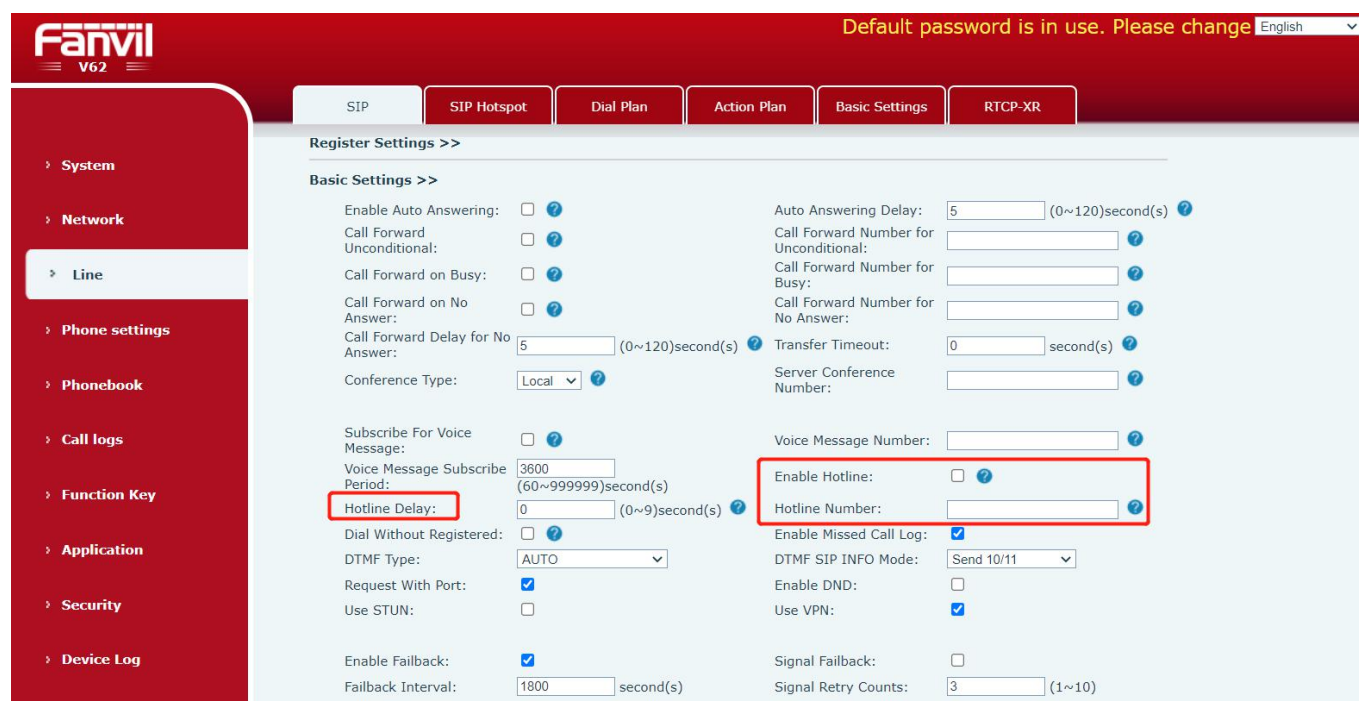 Fanvil
V62
Default password is in use. Please change
English
SIP
SIP Hotspot
Dial Plan
Action Plan
Basic Settings
RTCP-XR
System
Network
Line
Phone settings
Phonebook
Call logs
Function Key
Application
Security
Device Log
Register Settings >>
Basic Settings >>
Enable Auto Answering: ?
Auto Answering Delay: 5 (0~120)second(s) ?
Call Forward
Unconditional: ?
Call Forward Number for
Unconditional: ?
Call Forward on Busy: ?
Call Forward Number for
Busy: ?
Call Forward on No
Answer: ?
Call Forward Number for
No Answer: ?
Call Forward Delay for No
Answer: 5 (0~120)second(s) ?
Transfer Timeout: 0 second(s) ?
Conference Type: Local ?
Server Conference
Number: ?
Subscribe For Voice
Message: ?
Voice Message Number: ?
Voice Message Subscribe
Period: 3600
(60~999999)second(s)
Enable Hotline: ?
Hotline Delay: 0 (0~9)second(s) ?
Hotline Number: ?
Dial Without Registered: ?
Enable Missed Call Log:
DTMF Type: AUTO
DTMF SIP INFO Mode: Send 10/11
Request With Port:
Enable DND:
Use STUN:
Use VPN:
Enable Failback:
Signal Failback:
Failback Interval: 1800 second(s)
Signal Retry Counts: 3 (1~10)